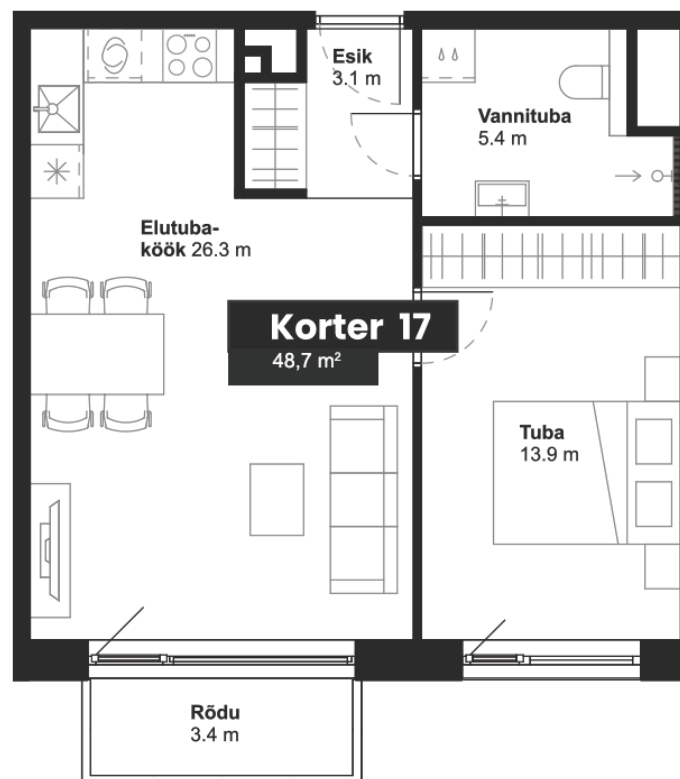 Esik
3.1 m
Vannituba
5.4 m
Elutuba-
köök 26.3 m
Korter 17
48,7 m²
Tuba
13.9 m
Rõdu
3.4 m